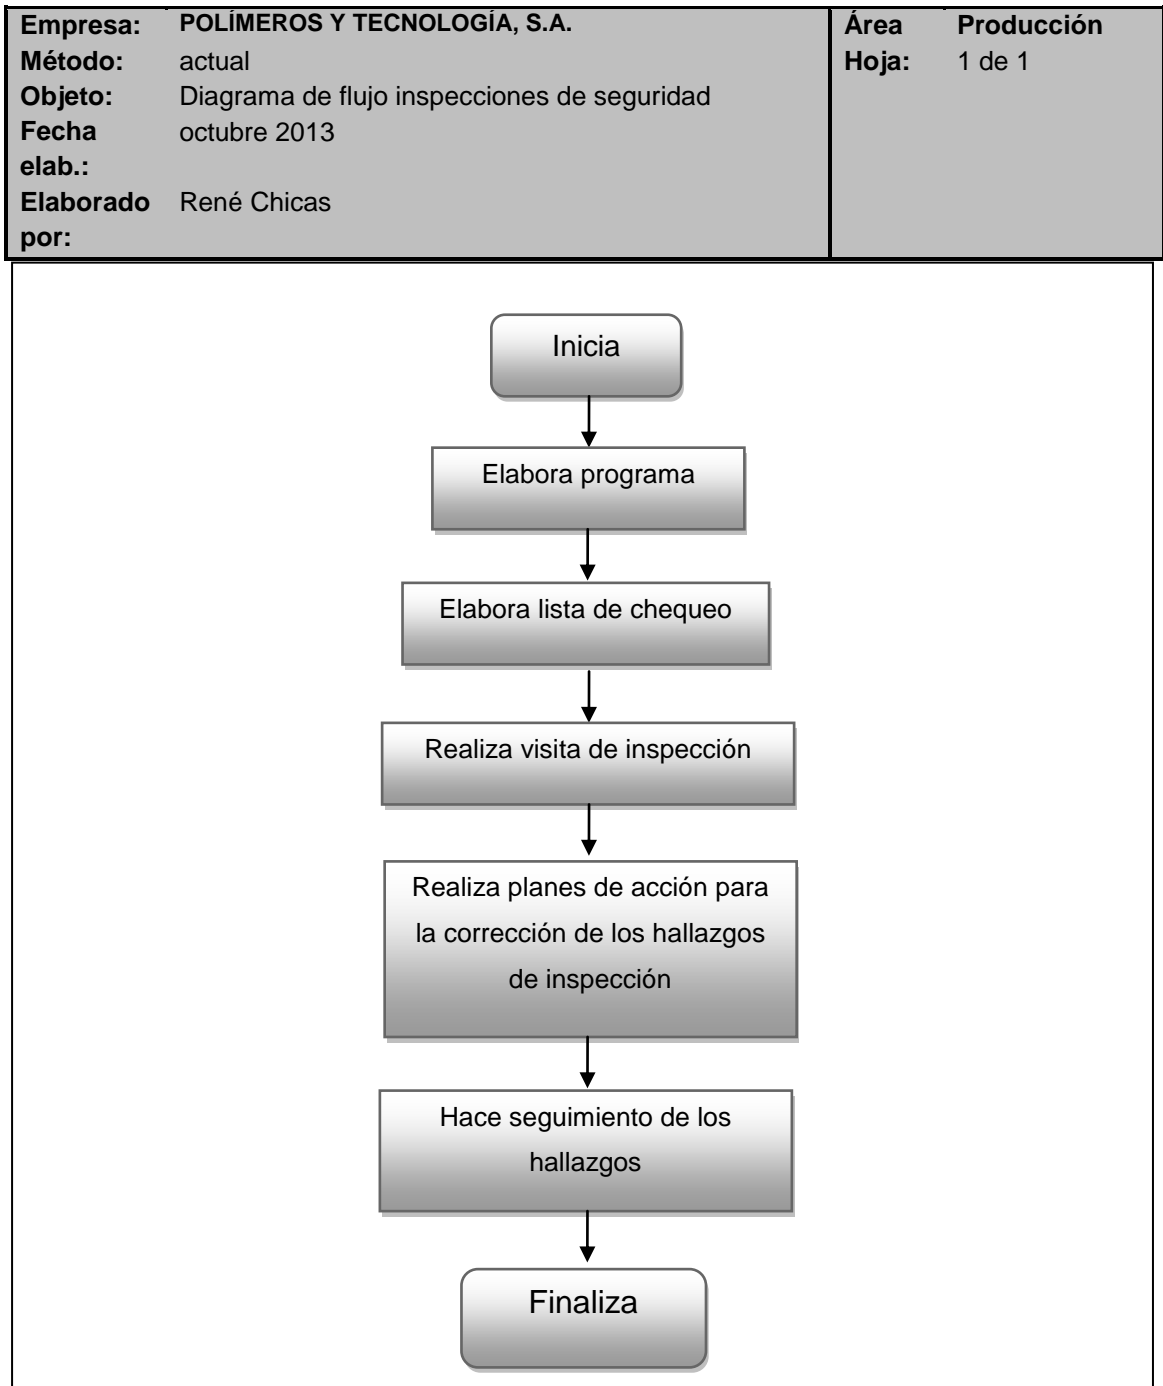 Empresa: POLÍMEROS Y TECNOLOGÍA, S.A.
Área Producción
Método: actual
Hoja: 1 de 1
Objeto: Diagrama de flujo inspecciones de seguridad
Fecha octubre 2013
elab.:
Elaborado René Chicas
por:
Inicia
Elabora programa
Elabora lista de chequeo
Realiza visita de inspección
Realiza planes de acción para
la corrección de los hallazgos
de inspección
Hace seguimiento de los
hallazgos
Finaliza